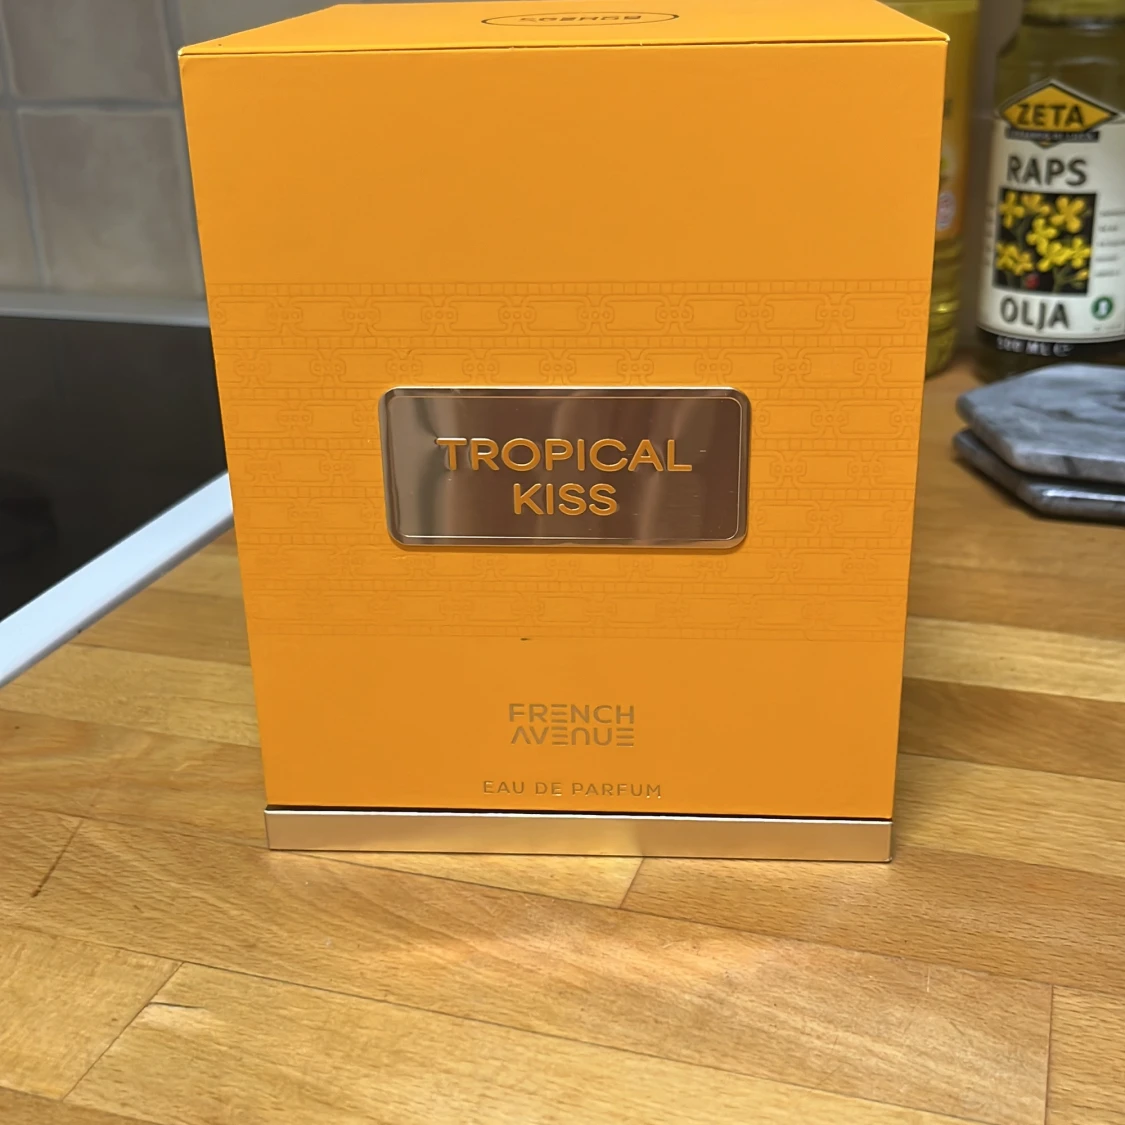 TROPICAL
KISS
FRENCH
AVENUE
EAU DE PARFUM
ZETA
RAPS
OLJA